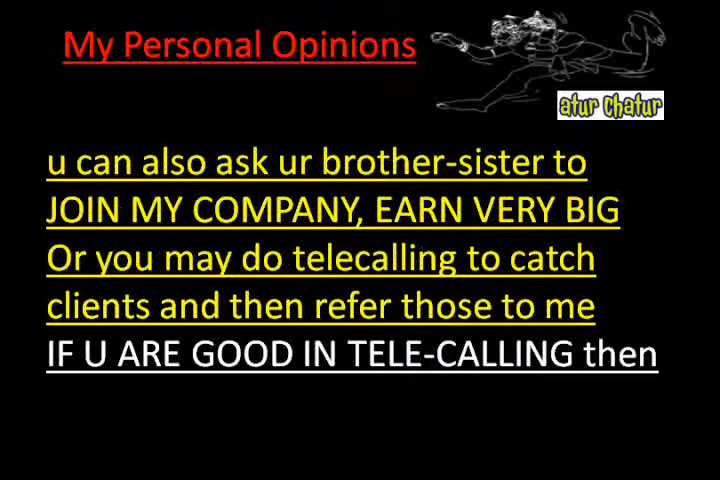 My Personal Opinions
atur chatur
u can also ask ur brother-sister to
JOIN MY COMPANY, EARN VERY BIG
Or you may do telecalling to catch
clients and then refer those to me
IF U ARE GOOD IN TELE-CALLING then